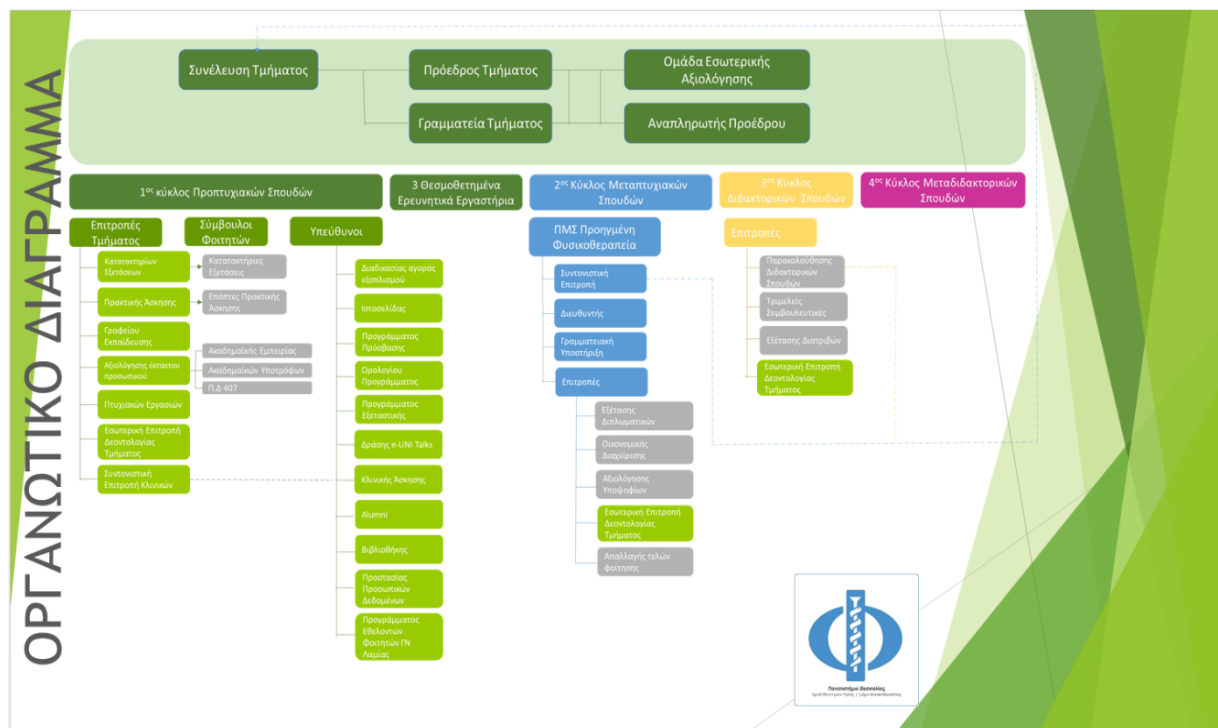 ΟΡΓΑΝΩΤΙΚΟ ΔΙΑΓΡΑΜΜΑ
Συνέλευση Τμήματος
Πρόεδρος Τμήματος
Ομάδα Εσωτερικής
Αξιολόγησης
Γραμματεία Τμήματος
Αναπληρωτής Προέδρου
1ος κύκλος Προπτυχιακών Σπουδών
3 Θεσμοθετημένα
Ερευνητικά Εργαστήρια
2ος Κύκλος Μεταπτυχιακών
Σπουδών
3ος Κύκλος
Διδακτορικών Σπουδών
4ος Κύκλος Μεταδιδακτορικών
Σπουδών
Επιτροπές
Τμήματος
Κατατακτηρίων
Εξετάσεων
Πρακτικής Άσκησης
Γραφείου
Εκπαίδευσης
Αξιολόγησης έκτακτου
προσωπικού
Πτυχιακών Εργασιών
Εσωτερική Επιτροπή
Δεοντολογίας
Τμήματος
Συντονιστική
Επιτροπή Κλινικών
Σύμβουλοι
Φοιτητών
Κατατακτήριες
Εξετάσεις
Επόπτες Πρακτικής
Άσκησης
Ακαδημαϊκής Εμπειρίας
Ακαδημαϊκών Υποτρόφων
Π.Δ 407
Υπεύθυνοι
Διαδικασίας αγοράς
εξοπλισμού
Ιστοσελίδας
Προγράμματος
Πρόσβασης
Ωρολογίου
Προγράμματος
Προγράμματος
Εξεταστικής
Δράσης e-UNI Talks
Κλινικής Άσκησης
Alumni
Βιβλιοθήκης
Προστασίας
Προσωπικών
Δεδομένων
Προγράμματος
Εθελοντών
Φοιτητών ΓΝ
Λαμίας
ΠΜΣ Προηγμένη
Φυσικοθεραπεία
Συντονιστική
Επιτροπή
Διευθυντής
Γραμματειακή
Υποστήριξη
Επιτροπές
Εξέτασης
Διπλωματικών
Οικονομικής
Διαχείρισης
Αξιολόγησης
Υποψηφίων
Εσωτερική Επιτροπή
Δεοντολογίας
Τμήματος
Απαλλαγής τελών
φοίτησης
Επιτροπές
Παρακολούθησης
Διδακτορικών
Σπουδών
Τριμελείς
Συμβουλευτικές
Εξέτασης Διατριβών
Εσωτερική Επιτροπή
Δεοντολογίας
Τμήματος
Πανεπιστήμιο Θεσσαλίας
Σχολή Επιστημών Υγείας | Τμήμα Φυσικοθεραπείας